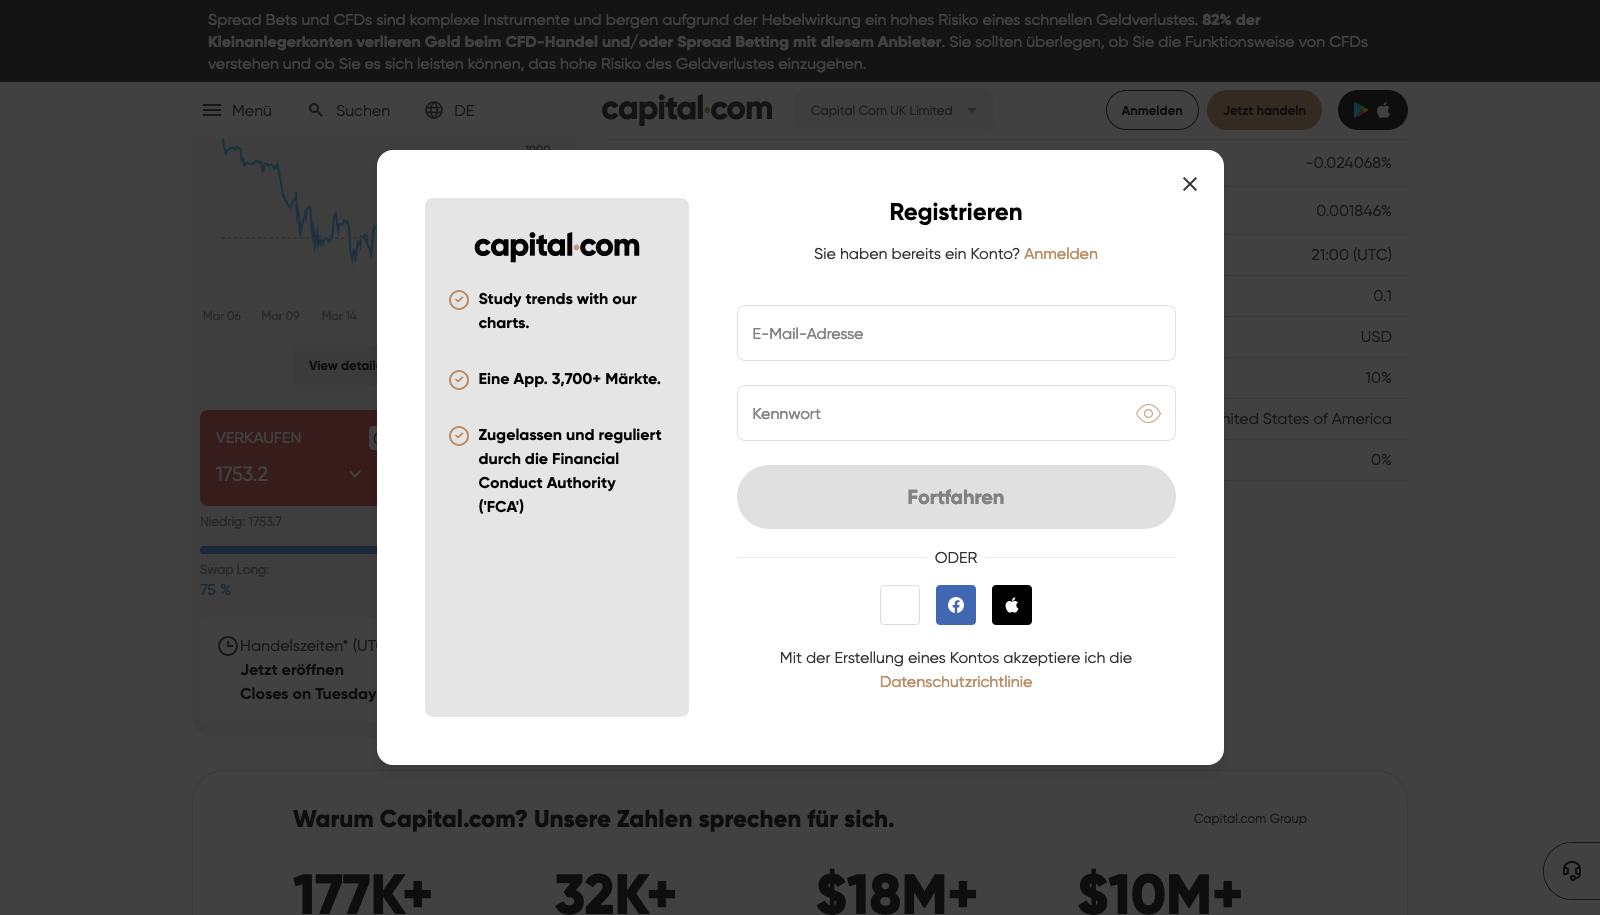 Spread Bets und CFDs sind komplexe Instrumente und bergen aufgrund der Hebelwirkung ein hohes Risiko eines schnellen Geldverlustes. 82% der
Kleinanlegerkonten verlieren Geld beim CFD-Handel und/oder Spread Betting mit diesem Anbieter. Sie sollten überlegen, ob Sie die Funktionsweise von CFDs
verstehen und ob Sie es sich leisten können, das hohe Risiko des Geldverlustes einzugehen.
Menü Suchen DE capital.com Capital Com UK Limited Anmelden Jetzt handeln
-0.024068%
0.001846%
21:00 (UTC)
0.1
USD
10%
United States of America
0%
Mar 06 Mar 09 Mar 14
View details
VERKAUFEN
1753.2
Niedrig: 1753.7
Swap Long:
75 %
Handelszeiten* (UTC
Jetzt eröffnen
Closes on Tuesday
capital.com
Study trends with our
charts.
Eine App. 3,700+ Märkte.
Zugelassen und reguliert
durch die Financial
Conduct Authority
('FCA')
Registrieren
Sie haben bereits ein Konto? Anmelden
E-Mail-Adresse
Kennwort
Fortfahren
ODER
Mit der Erstellung eines Kontos akzeptiere ich die
Datenschutzrichtlinie
Warum Capital.com? Unsere Zahlen sprechen für sich.
Capital.com Group
177K+ 32K+ $18M+ $10M+